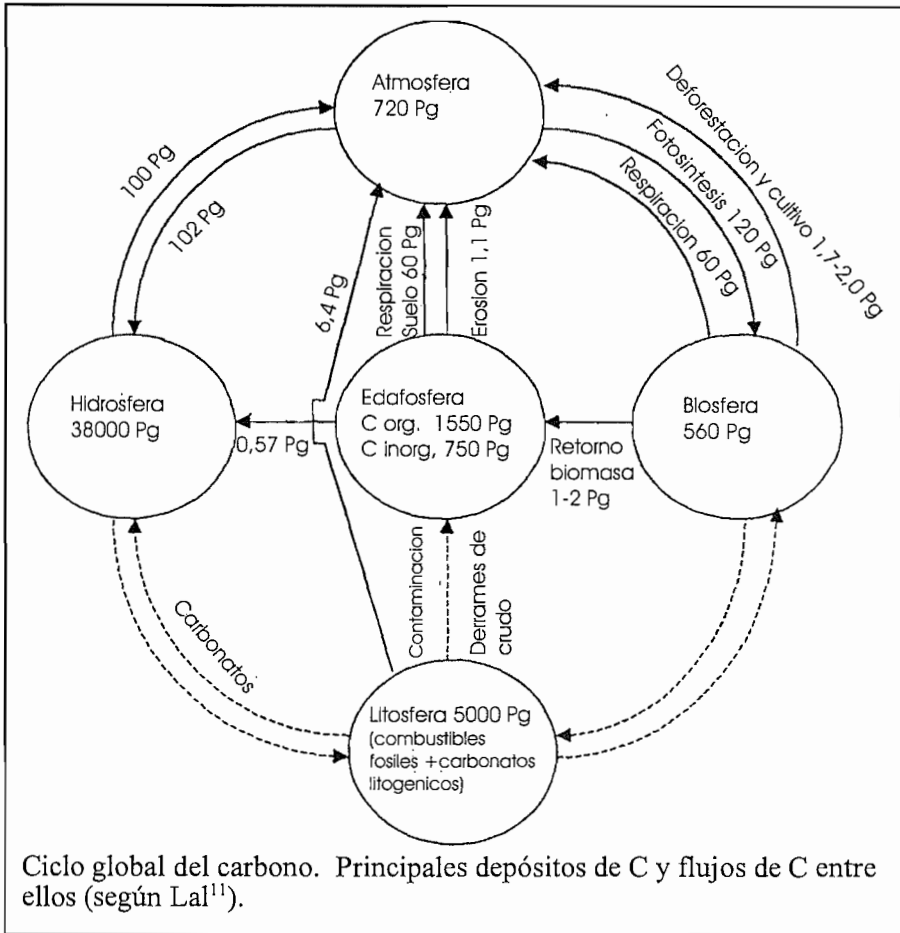 Atmosfera
720 Pg
100 Pg
102 Pg
6,4 Pg
Respiracion
Suelo 60 Pg
Erosion 1,1 Pg
Deforestacion y cultivo 1,7-2,0 Pg
Fotosintesis 120 Pg
Respiracion 60 Pg
Hidrosfera
38000 Pg
0,57 Pg
Edafosfera
C org. 1550 Pg
C inorg, 750 Pg
Retorno
biomasa
1-2 Pg
Biosfera
560 Pg
Carbonatos
Contaminacion
Derrames de
crudo
Litosfera 5000 Pg
(combustibles
fosiles +carbonatos
litogenicos)
Ciclo global del carbono. Principales depósitos de C y flujos de C entre
ellos (según Lal¹¹).